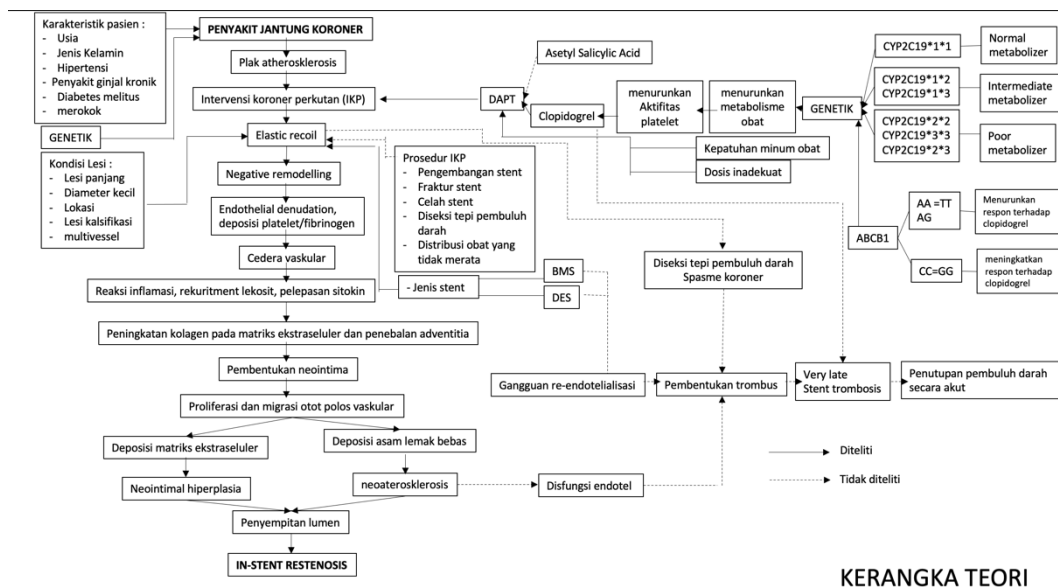 Karakteristik pasien :
- Usia
- Jenis Kelamin
- Hipertensi
- Penyakit ginjal kronik
- Diabetes melitus
- merokok
GENETIK
Kondisi Lesi :
- Lesi panjang
- Diameter kecil
- Lokasi
- Lesi kalsifikasi
- multivessel
PENYAKIT JANTUNG KORONER
Plak atherosklerosis
Intervensi koroner perkutan (IKP)
Elastic recoil
Negative remodelling
Endothelial denudation,
deposisi platelet/fibrinogen
Cedera vaskular
Reaksi inflamasi, rekuritment lekosit, pelepasan sitokin
Peningkatan kolagen pada matriks ekstraseluler dan penebalan adventitia
Pembentukan neointima
Proliferasi dan migrasi otot polos vaskular
Deposisi matriks ekstraseluler
Deposisi asam lemak bebas
Neointimal hiperplasia
neoaterosklerosis
Penyempitan lumen
IN-STENT RESTENOSIS
Prosedur IKP
- Pengembangan stent
- Fraktur stent
- Celah stent
- Diseksi tepi pembuluh
darah
- Distribusi obat yang
tidak merata
- Jenis stent
BMS
DES
Asetyl Salicylic Acid
DAPT
Clopidogrel
menurunkan
Aktifitas
platelet
menurunkan
metabolisme
obat
GENETIK
Kepatuhan minum obat
Dosis inadekuat
CYP2C19*1*1
Normal
metabolizer
CYP2C19*1*2
CYP2C19*1*3
Intermediate
metabolizer
CYP2C19*2*2
CYP2C19*3*3
CYP2C19*2*3
Poor
metabolizer
ABCB1
AA =TT
AG
Menurunkan
respon terhadap
clopidogrel
CC=GG
meningkatkan
respon terhadap
clopidogrel
Diseksi tepi pembuluh darah
Spasme koroner
Gangguan re-endotelialisasi
Pembentukan trombus
Very late
Stent trombosis
Penutupan pembuluh darah
secara akut
Disfungsi endotel
Diteliti
Tidak diteliti
KERANGKA TEORI